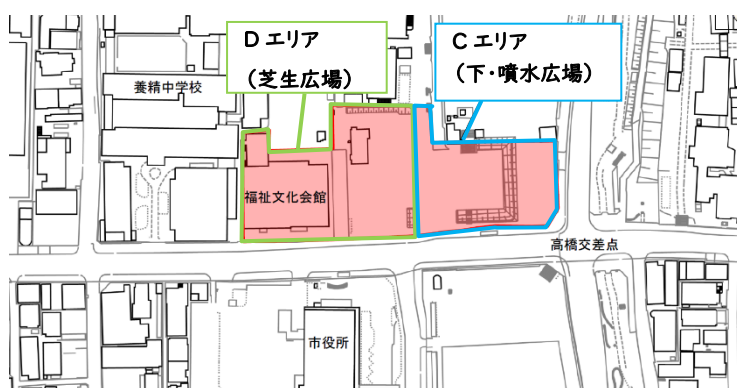 Dエリア
（芝生広場）
Cエリア
（下・噴水広場）
養精中学校
福祉文化会館
高橋交差点
市役所